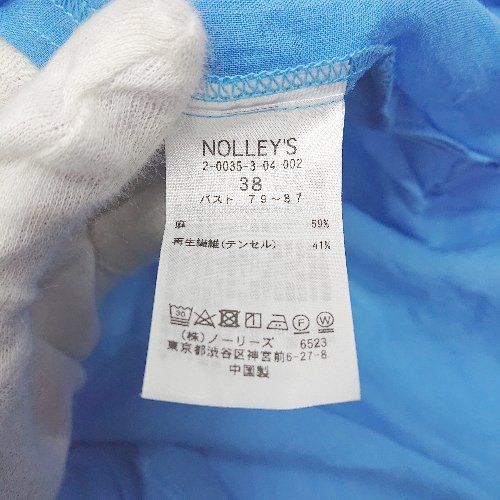 NOLLEY'S
2-0035-3-04-002
38
バスト 79～87
麻 59%
再生繊維(テンセル) 41%
(株)ノーリーズ 6523
東京都渋谷区神宮前6-27-8
中国製